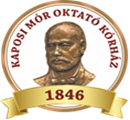 KAPOSI MÓR OKTATÓ KÓRHÁZ
1846